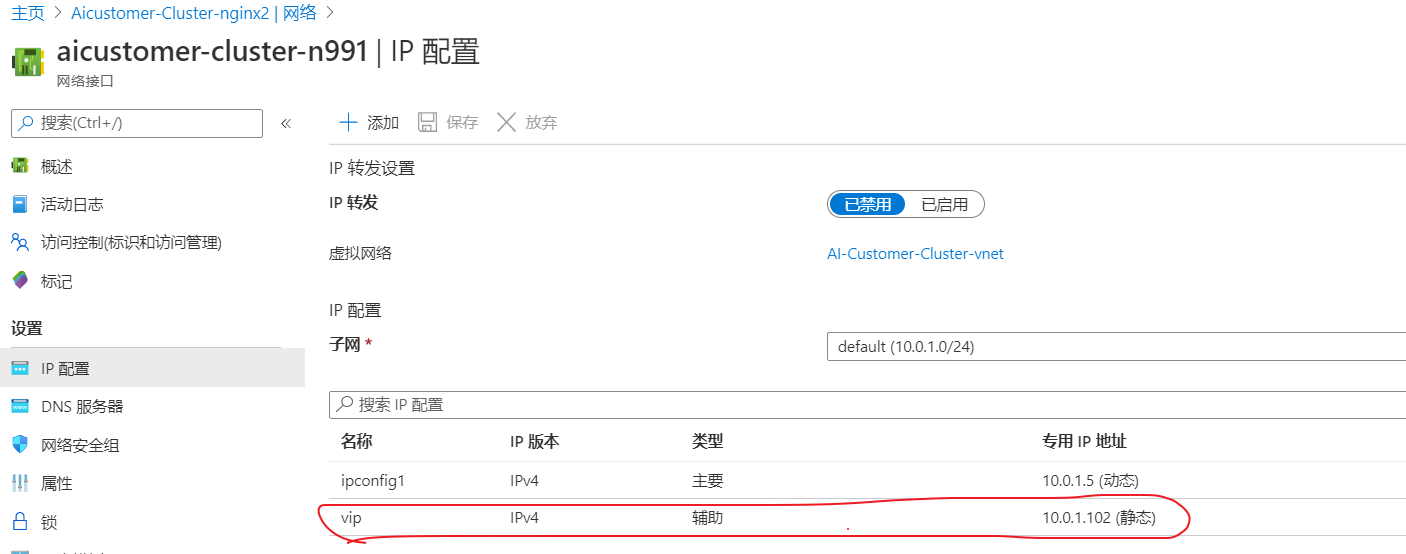 主页 > Aicustomer-Cluster-nginx2 | 网络 >
aicustomer-cluster-n991 | IP 配置
网络接口
搜索(Ctrl+/)
«
添加
保存
放弃
概述
活动日志
访问控制(标识和访问管理)
标记
设置
IP 配置
DNS 服务器
网络安全组
属性
锁
IP 转发设置
IP 转发
已禁用 已启用
虚拟网络
AI-Customer-Cluster-vnet
IP 配置
子网 *
default (10.0.1.0/24)
搜索 IP 配置
名称 IP 版本 类型 专用 IP 地址
ipconfig1 IPv4 主要 10.0.1.5 (动态)
vip IPv4 辅助 10.0.1.102 (静态)